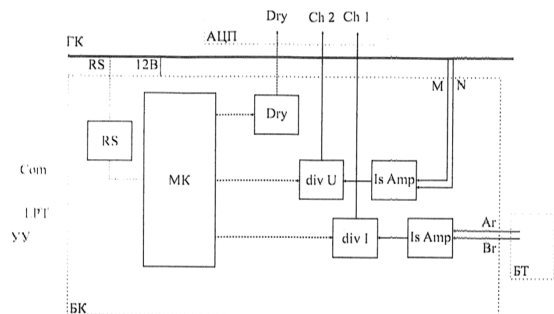 Dry Ch 2 Ch 1
АЦП
ГК
RS 12В
M N
Dry
RS
Com
МК
div U
Is Amp
LPT
УУ
div I
Is Amp
Ar
Br
БТ
БК